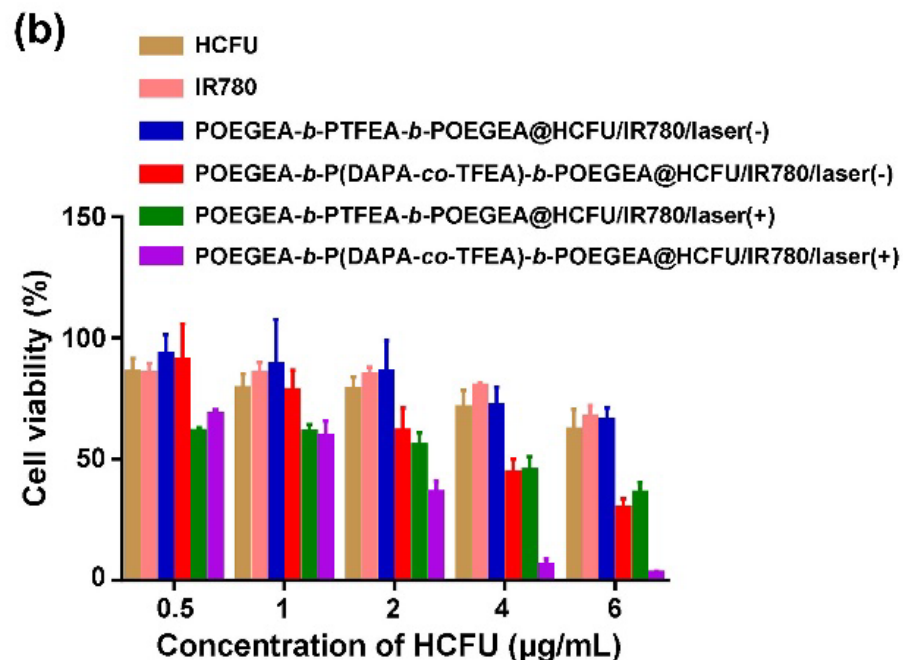 (b)
HCFU
IR780
POEGEA-b-PTFEA-b-POEGEA@HCFU/IR780/laser(-)
POEGEA-b-P(DAPA-co-TFEA)-b-POEGEA@HCFU/IR780/laser(-)
POEGEA-b-PTFEA-b-POEGEA@HCFU/IR780/laser(+)
POEGEA-b-P(DAPA-co-TFEA)-b-POEGEA@HCFU/IR780/laser(+)
Cell viability (%)
150
100
50
0
0.5 1 2 4 6
Concentration of HCFU (μg/mL)